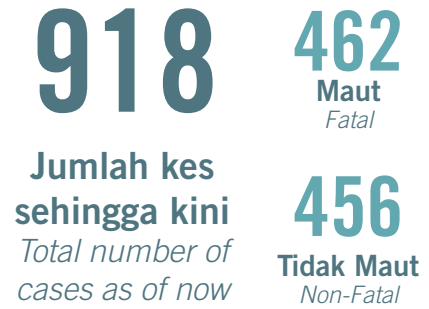 918
Jumlah kes
sehingga kini
Total number of
cases as of now
462
Maut
Fatal
456
Tidak Maut
Non-Fatal